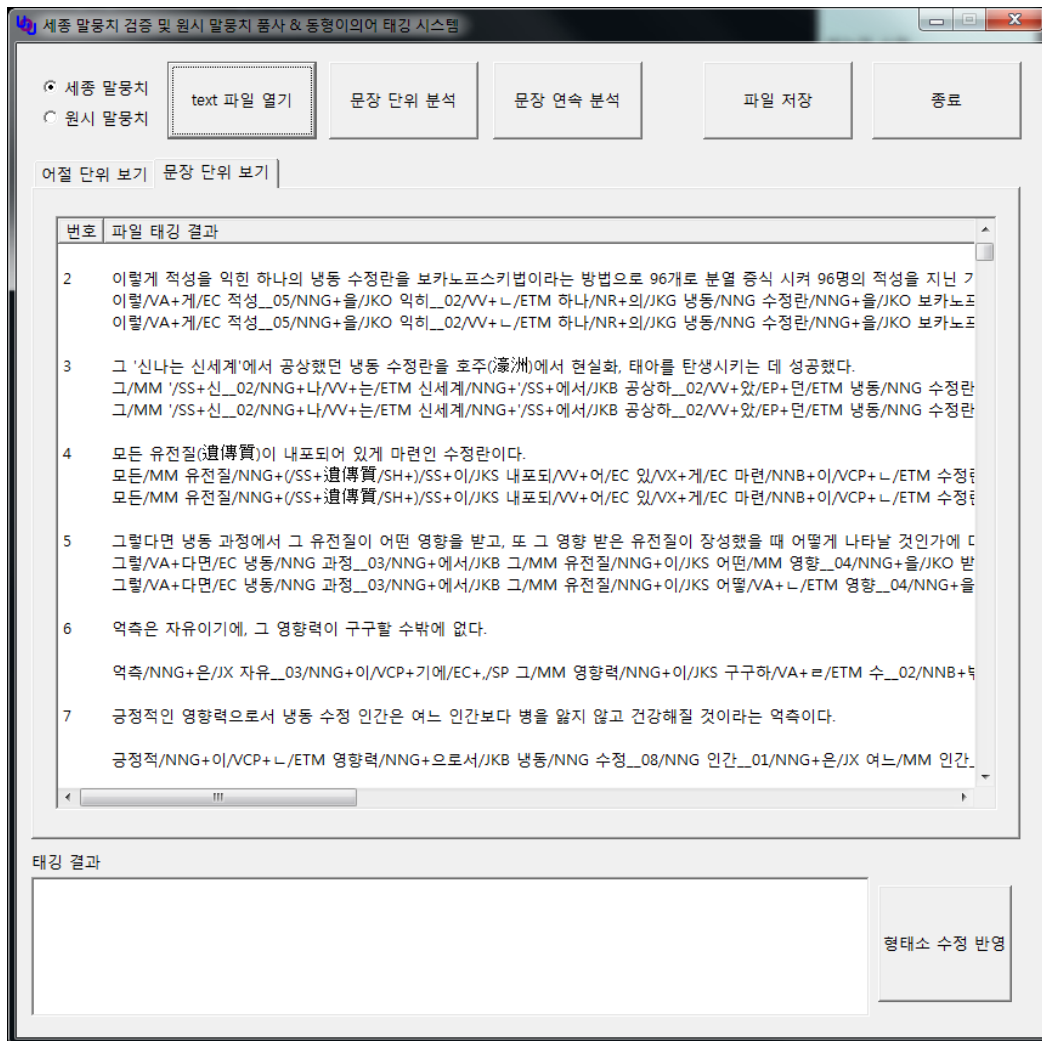 세종 말뭉치 검증 및 원시 말뭉치 품사 & 동형이의어 태깅 시스템
세종 말뭉치
원시 말뭉치
text 파일 열기
문장 단위 분석
문장 연속 분석
파일 저장
종료
어절 단위 보기 문장 단위 보기
번호 파일 태깅 결과
2 이렇게 적성을 익힌 하나의 냉동 수정란을 보카노프스키법이라는 방법으로 96개로 분열 증식 시켜 96명의 적성을 지닌
이렇/VA+게/EC 적성__05/NNG+을/JKO 익히__02/VV+ㄴ/ETM 하나/NR+의/JKG 냉동/NNG 수정란/NNG+을/JKO 보카노
이렇/VA+게/EC 적성__05/NNG+을/JKO 익히__02/VV+ㄴ/ETM 하나/NR+의/JKG 냉동/NNG 수정란/NNG+을/JKO 보카노
3 그 '신나는 신세계'에서 공상했던 냉동 수정란을 호주(濠洲)에서 현실화, 태아를 탄생시키는 데 성공했다.
그/MM '/SS+신__02/NNG+나/VV+는/ETM 신세계/NNG+'/SS+에서/JKB 공상하__02/VV+았/EP+던/ETM 냉동/NNG 수정란
그/MM '/SS+신__02/NNG+나/VV+는/ETM 신세계/NNG+'/SS+에서/JKB 공상하__02/VV+았/EP+던/ETM 냉동/NNG 수정란
4 모든 유전질(遺傳質)이 내포되어 있게 마련인 수정란이다.
모든/MM 유전질/NNG+(/SS+遺傳質/SH+)/SS+이/JKS 내포되/VV+어/EC 있/VX+게/EC 마련/NNB+이/VCP+ㄴ/ETM 수정
모든/MM 유전질/NNG+(/SS+遺傳質/SH+)/SS+이/JKS 내포되/VV+어/EC 있/VX+게/EC 마련/NNB+이/VCP+ㄴ/ETM 수정
5 그렇다면 냉동 과정에서 그 유전질이 어떤 영향을 받고, 또 그 영향 받은 유전질이 장성했을 때 어떻게 나타날 것인가에
그렇/VA+다면/EC 냉동/NNG 과정__03/NNG+에서/JKB 그/MM 유전질/NNG+이/JKS 어떤/MM 영향__04/NNG+을/JKO 받
그렇/VA+다면/EC 냉동/NNG 과정__03/NNG+에서/JKB 그/MM 유전질/NNG+이/JKS 어떻/VA+ㄴ/ETM 영향__04/NNG+을
6 억측은 자유이기에, 그 영향력이 구구할 수밖에 없다.
억측/NNG+은/JX 자유__03/NNG+이/VCP+기에/EC+,/SP 그/MM 영향력/NNG+이/JKS 구구하/VA+ㄹ/ETM 수__02/NNB+
7 긍정적인 영향력으로서 냉동 수정 인간은 여느 인간보다 병을 앓지 않고 건강해질 것이라는 억측이다.
긍정적/NNG+이/VCP+ㄴ/ETM 영향력/NNG+으로서/JKB 냉동/NNG 수정__08/NNG 인간__01/NNG+은/JX 여느/MM 인간_
태깅 결과
형태소 수정 반영